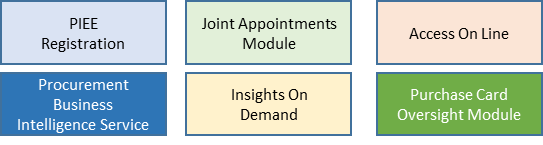 PIEE
Registration
Joint Appointments
Module
Access On Line
Procurement
Business
Intelligence Service
Insights On
Demand
Purchase Card
Oversight Module